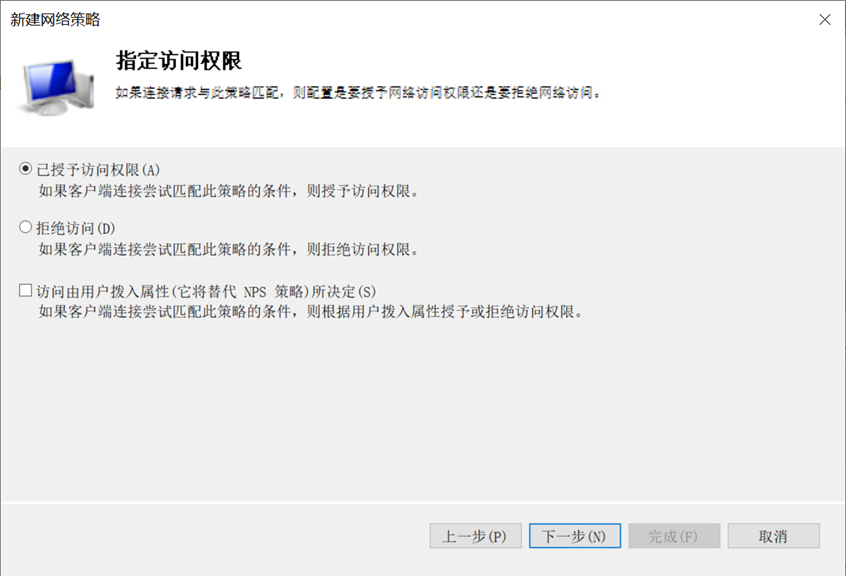 新建网络策略
指定访问权限
如果连接请求与此策略匹配，则配置是要授予网络访问权限还是要拒绝网络访问。
已授予访问权限(A)
如果客户端连接尝试匹配此策略的条件，则授予访问权限。
拒绝访问(D)
如果客户端连接尝试匹配此策略的条件，则拒绝访问权限。
访问由用户拨入属性(它将替代 NPS 策略)所决定(S)
如果客户端连接尝试匹配此策略的条件，则根据用户拨入属性授予或拒绝访问权限。
上一步(P) 下一步(N) 完成(F) 取消